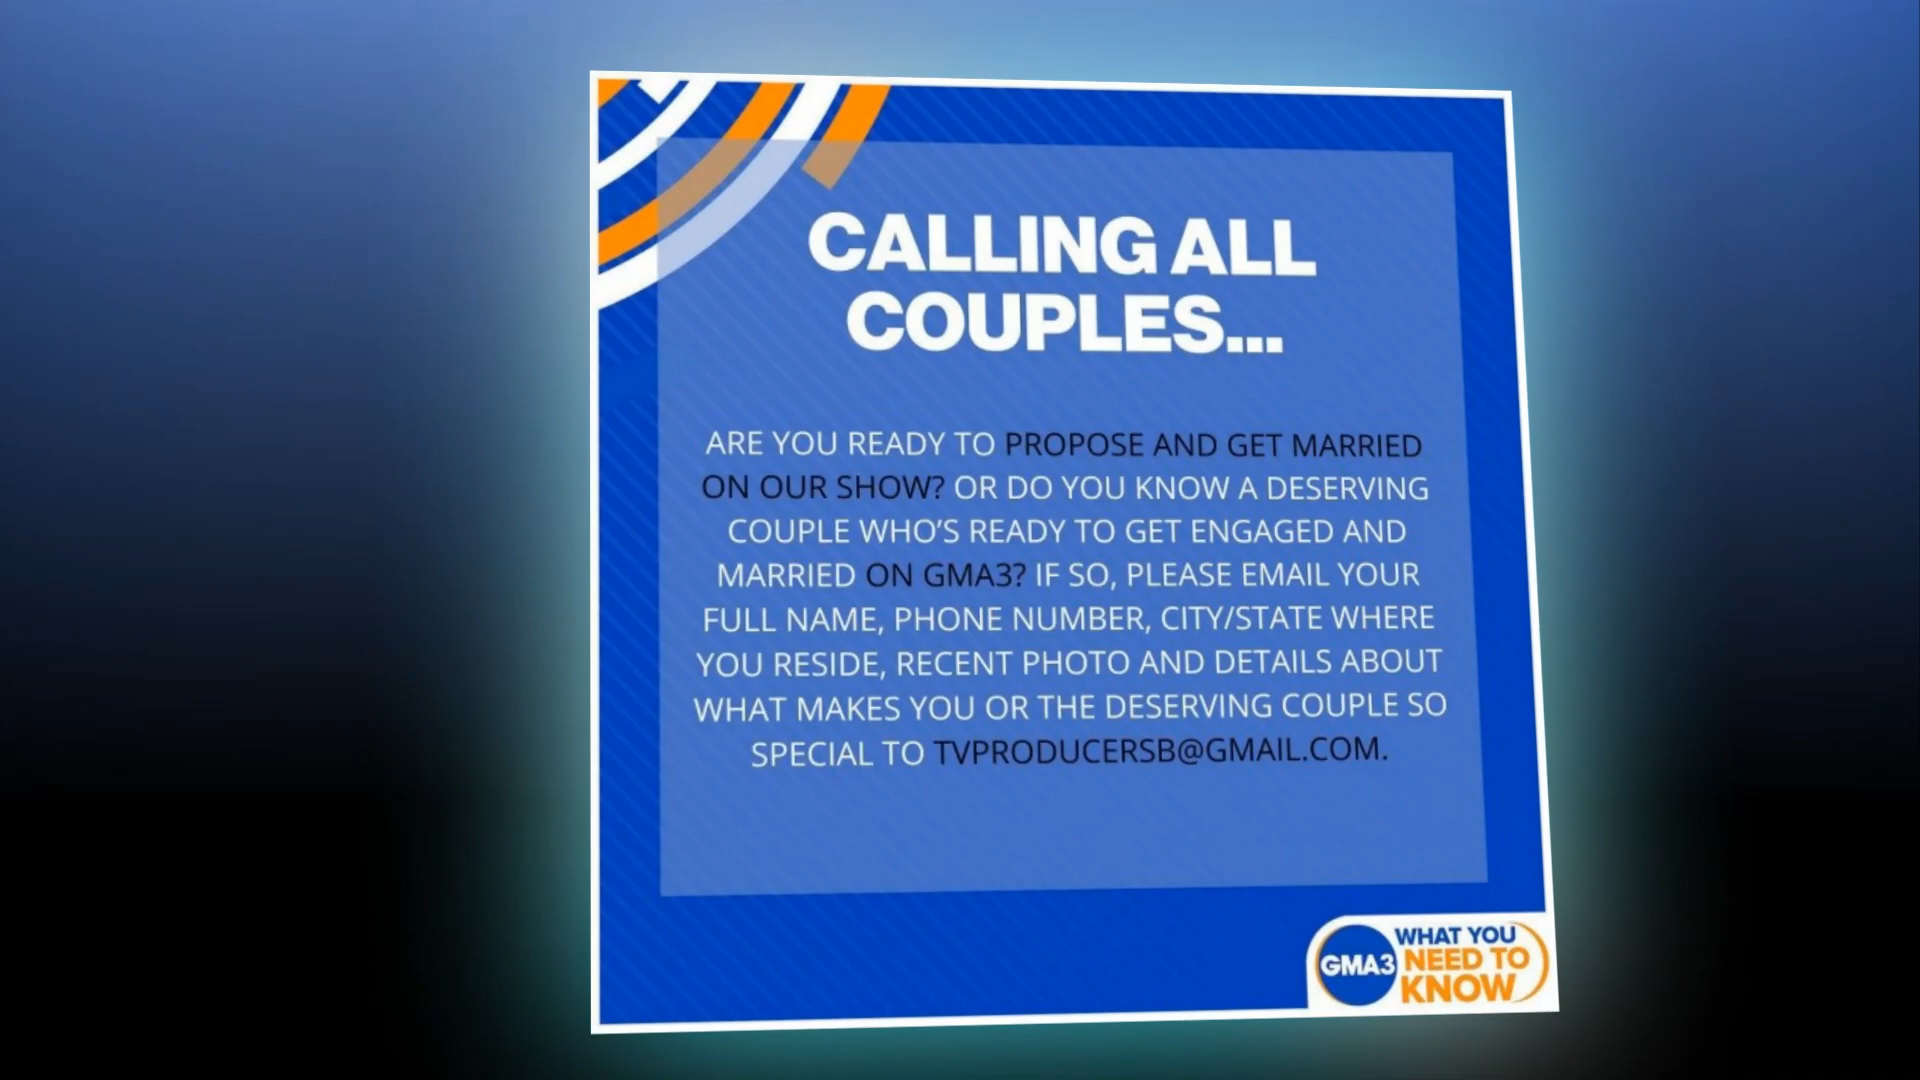 CALLING ALL
COUPLES...
ARE YOU READY TO PROPOSE AND GET MARRIED
ON OUR SHOW? OR DO YOU KNOW A DESERVING
COUPLE WHO'S READY TO GET ENGAGED AND
MARRIED ON GMA3? IF SO, PLEASE EMAIL YOUR
FULL NAME, PHONE NUMBER, CITY/STATE WHERE
YOU RESIDE, RECENT PHOTO AND DETAILS ABOUT
WHAT MAKES YOU OR THE DESERVING COUPLE SO
SPECIAL TO TVPRODUCERSB@GMAIL.COM.
GMA3
WHAT YOU
NEED TO
KNOW